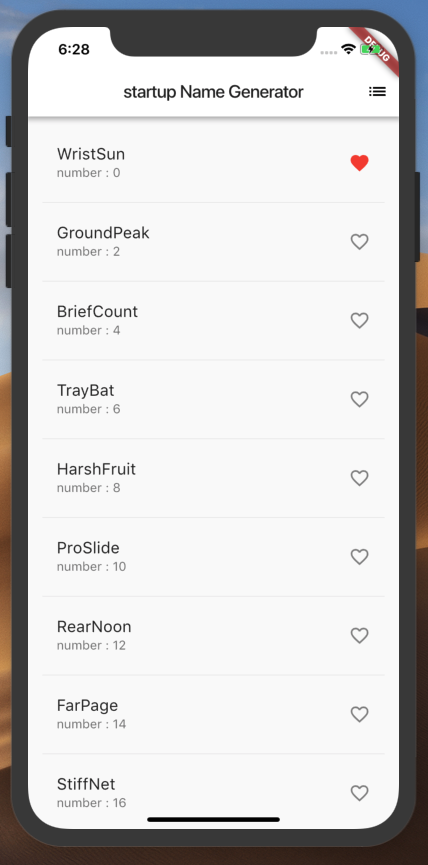 6:28
DEBUG
startup Name Generator
WristSun
number : 0
GroundPeak
number : 2
BriefCount
number : 4
TrayBat
number : 6
HarshFruit
number : 8
ProSlide
number : 10
RearNoon
number : 12
FarPage
number : 14
StiffNet
number : 16